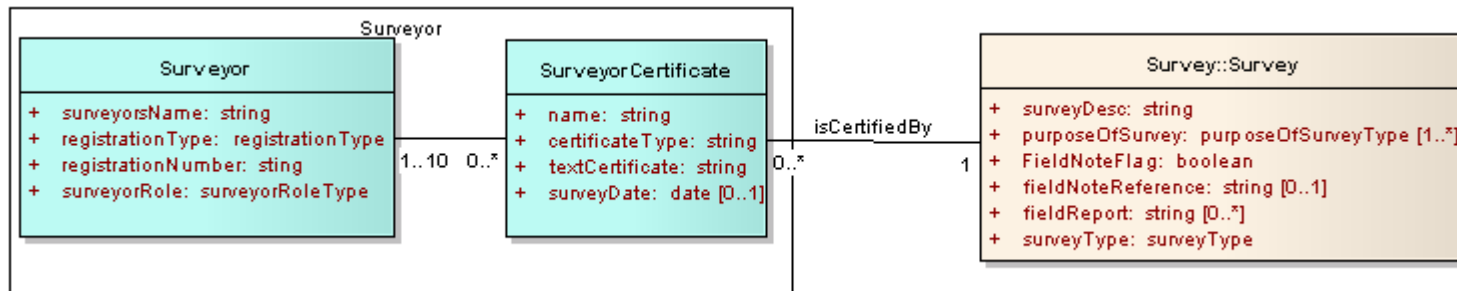 Surveyor
Surveyor
+ surveyorsName: string
+ registrationType: registrationType
+ registrationNumber: sting
+ surveyorRole: surveyorRoleType
1..10 0..*
SurveyorCertificate
+ name: string
+ certificateType: string
+ textCertificate: string
+ surveyDate: date [0..1]
isCertifiedBy
0..* 1
Survey::Survey
+ surveyDesc: string
+ purposeOfSurvey: purposeOfSurveyType [1..*]
+ FieldNoteFlag: boolean
+ fieldNoteReference: string [0..1]
+ fieldReport: string [0..*]
+ surveyType: surveyType